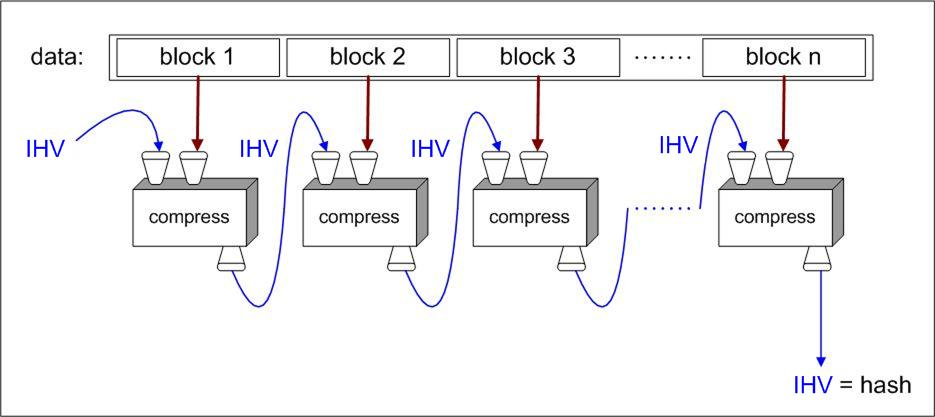 data: block 1 block 2 block 3 ....... block n
IHV IHV IHV IHV
compress compress compress ....... compress
IHV = hash